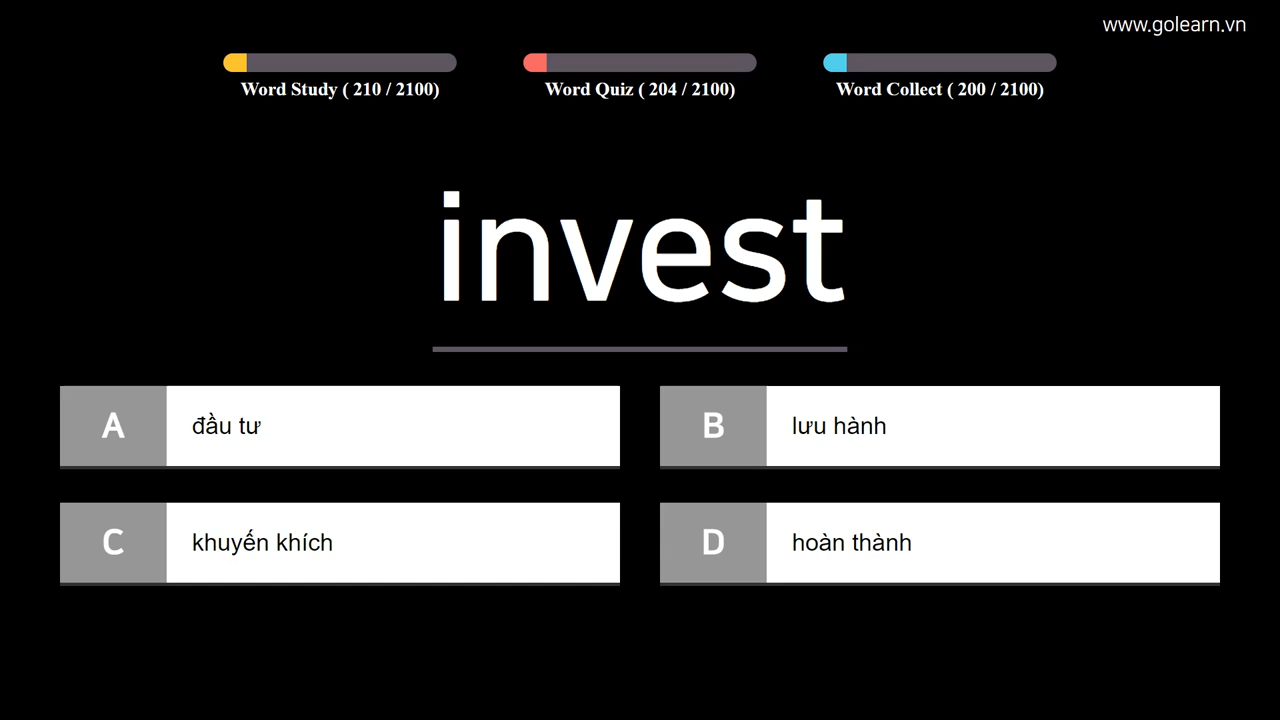 www.golearn.vn
Word Study ( 210 / 2100)
Word Quiz ( 204 / 2100)
Word Collect ( 200 / 2100)
invest
A đầu tư
B lưu hành
C khuyến khích
D hoàn thành